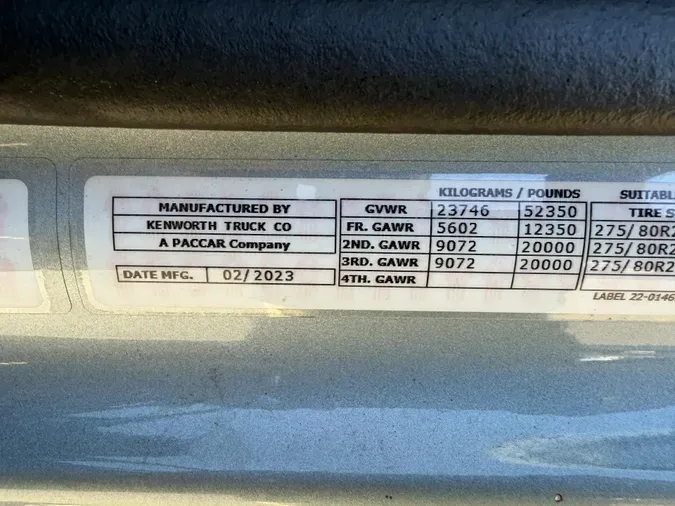 MANUFACTURED BY
KENWORTH TRUCK CO
A PACCAR Company
DATE MFG. 02/2023
KILOGRAMS / POUNDS
GVWR 23746 52350
FR. GAWR 5602 12350
2ND. GAWR 9072 20000
3RD. GAWR 9072 20000
4TH. GAWR
SUITABL
TIRE S
275/80R2
275/80R2
275/80R2
LABEL 22-0146